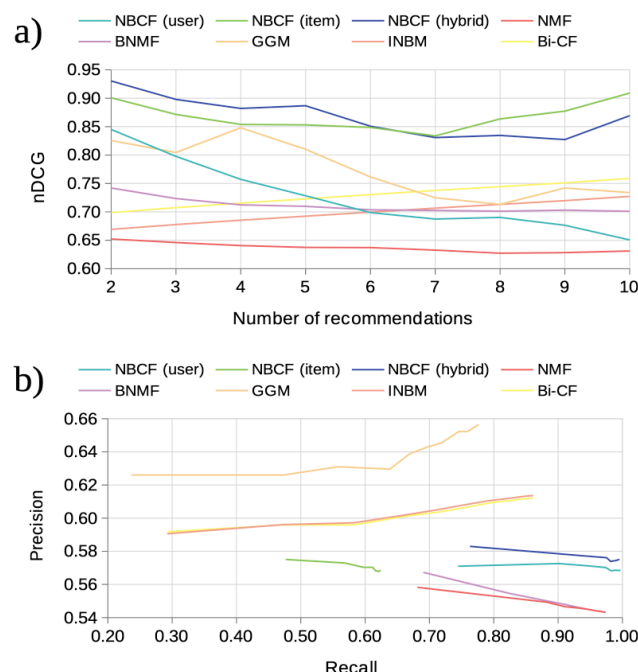 a)
NBCF (user) NBCF (item) NBCF (hybrid) NMF
BNMF GGM INBM Bi-CF
0.95
0.90
0.85
0.80
0.75
0.70
0.65
0.60
nDCG
2 3 4 5 6 7 8 9 10
Number of recommendations
b)
NBCF (user) NBCF (item) NBCF (hybrid) NMF
BNMF GGM INBM Bi-CF
0.66
0.64
0.62
0.60
0.58
0.56
0.54
Precision
0.20 0.30 0.40 0.50 0.60 0.70 0.80 0.90 1.00
Recall